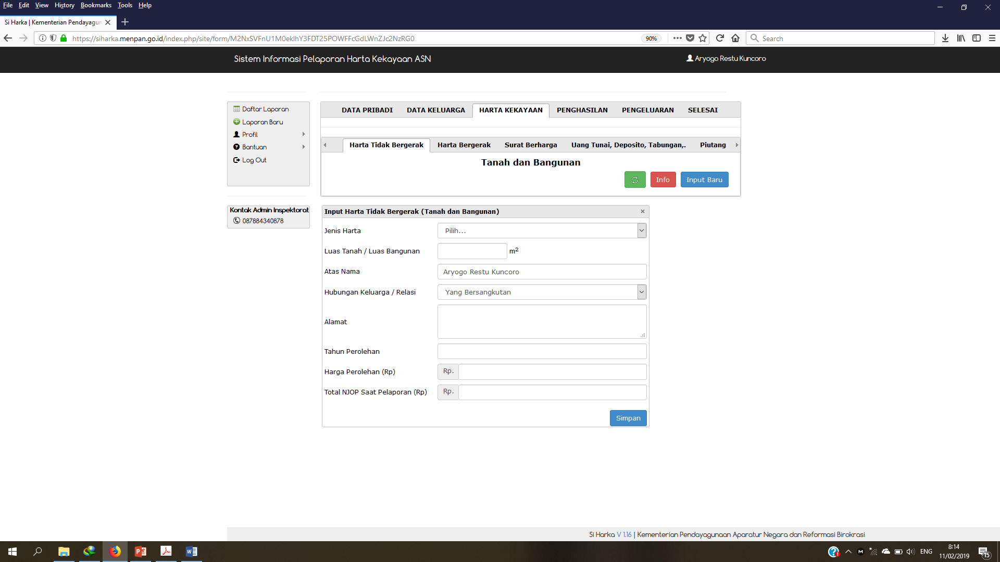 File Edit View History Bookmarks Tools Help
Si Harka | Kementerian Pendayagun
https://siharka.menpan.go.id/index.php/site/form/ 90% Search
Sistem Informasi Pelaporan Harta Kekayaan ASN Aryogo Restu Kuncoro
Daftar Laporan
Laporan Baru
Profil
Bantuan
Log Out
Kontak Admin Inspektorat
087884340878
DATA PRIBADI DATA KELUARGA HARTA KEKAYAAN PENGHASILAN PENGELUARAN SELESAI
Harta Tidak Bergerak Harta Bergerak Surat Berharga Uang Tunai, Deposito, Tabungan,. Piutang
Tanah dan Bangunan
Info Input Baru
Input Harta Tidak Bergerak (Tanah dan Bangunan) ×
Jenis Harta Pilih...
Luas Tanah / Luas Bangunan m²
Atas Nama Aryogo Restu Kuncoro
Hubungan Keluarga / Relasi Yang Bersangkutan
Alamat
Tahun Perolehan
Harga Perolehan (Rp) Rp.
Total NJOP Saat Pelaporan (Rp) Rp.
Simpan
Si Harka V 1.16 | Kementerian Pendayagunaan Aparatur Negara dan Reformasi Birokrasi
ENG 8:14
11/02/2019 15